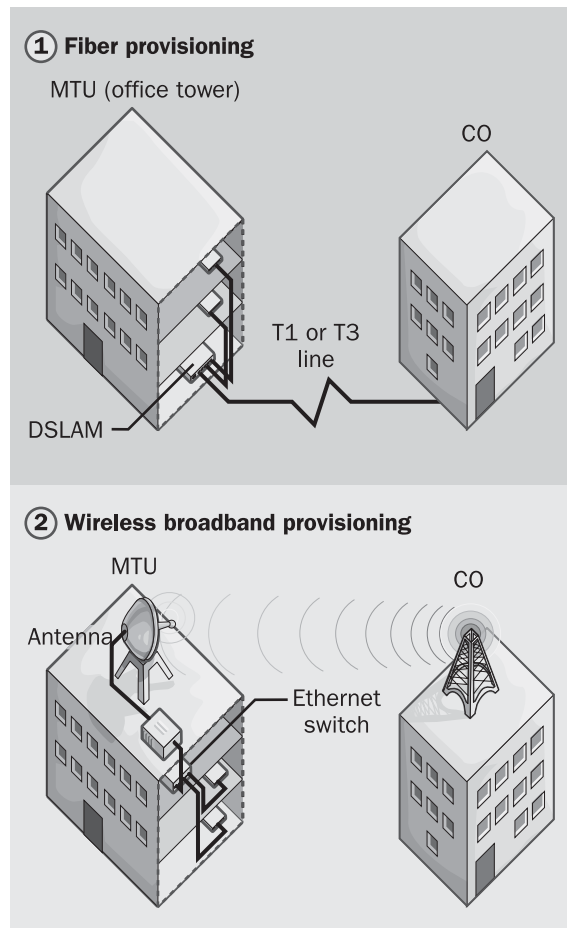 1 Fiber provisioning
MTU (office tower)
CO
T1 or T3
line
DSLAM
2 Wireless broadband provisioning
MTU
CO
Antenna
Ethernet
switch